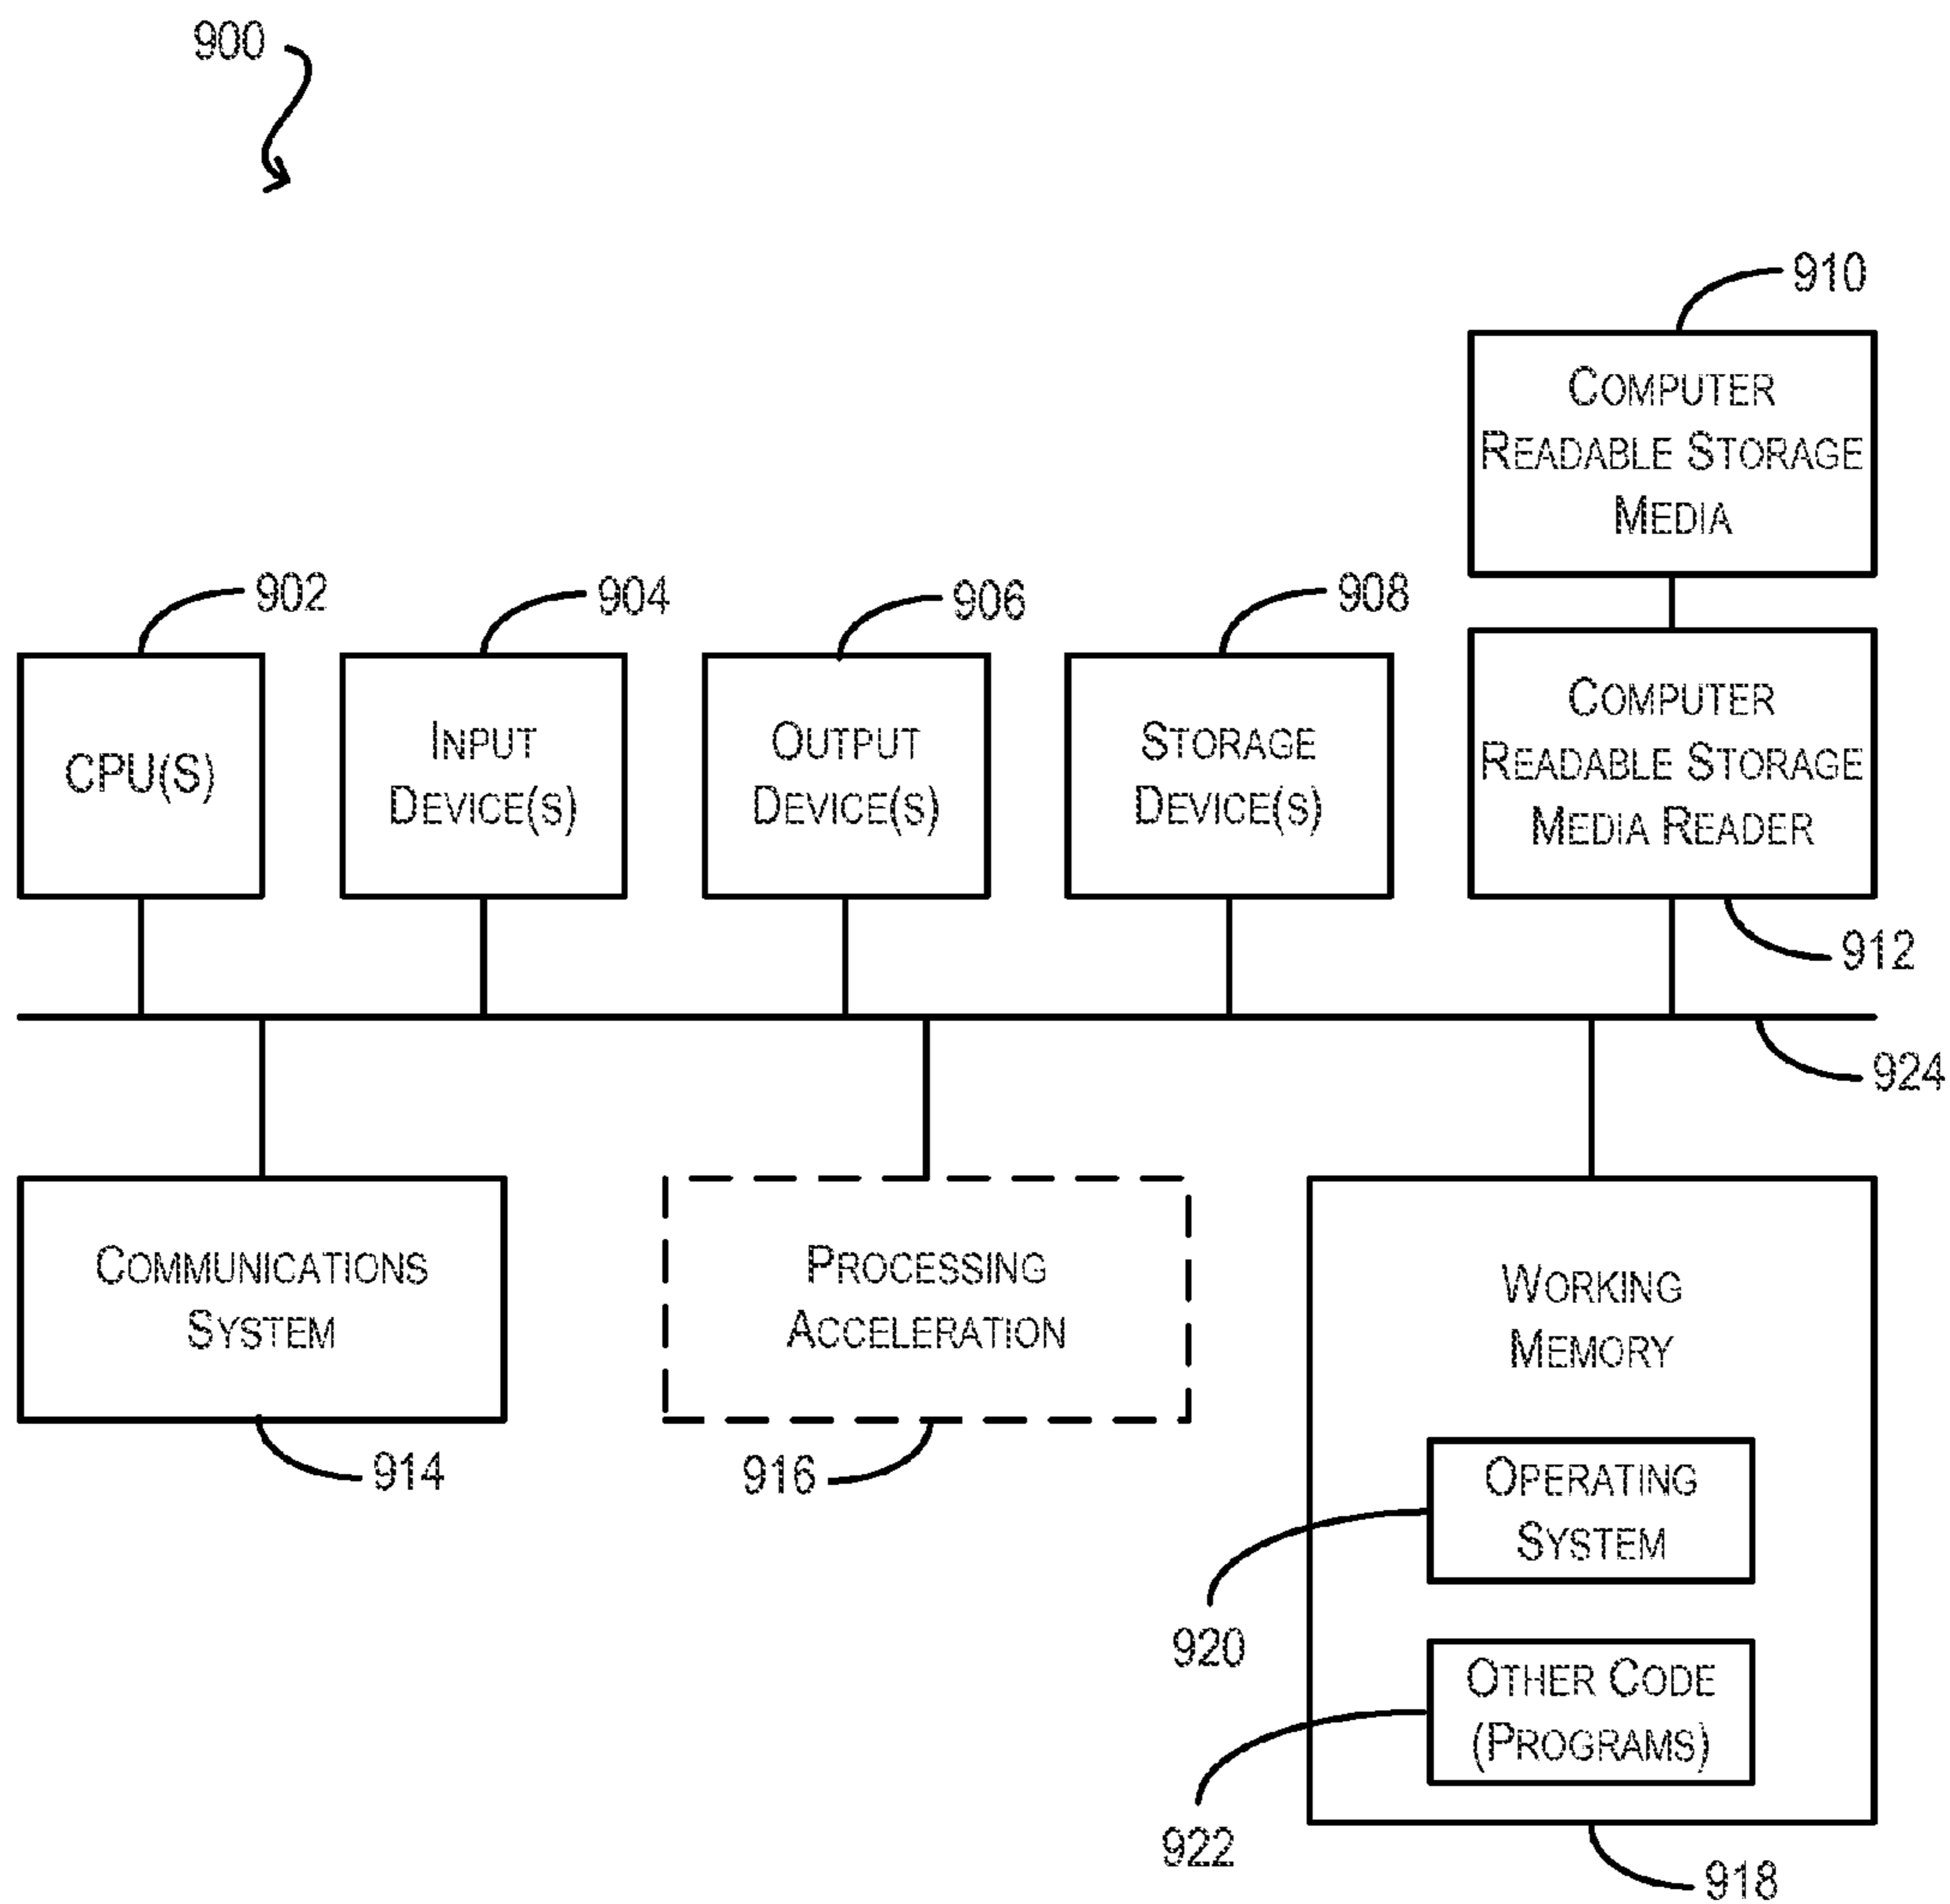 900
910
COMPUTER
READABLE STORAGE
MEDIA
902
904
906
908
CPU(S)
INPUT
DEVICE(S)
OUTPUT
DEVICE(S)
STORAGE
DEVICE(S)
COMPUTER
READABLE STORAGE
MEDIA READER
912
924
COMMUNICATIONS
SYSTEM
914
PROCESSING
ACCELERATION
916
WORKING
MEMORY
OPERATING
SYSTEM
920
OTHER CODE
(PROGRAMS)
922
918